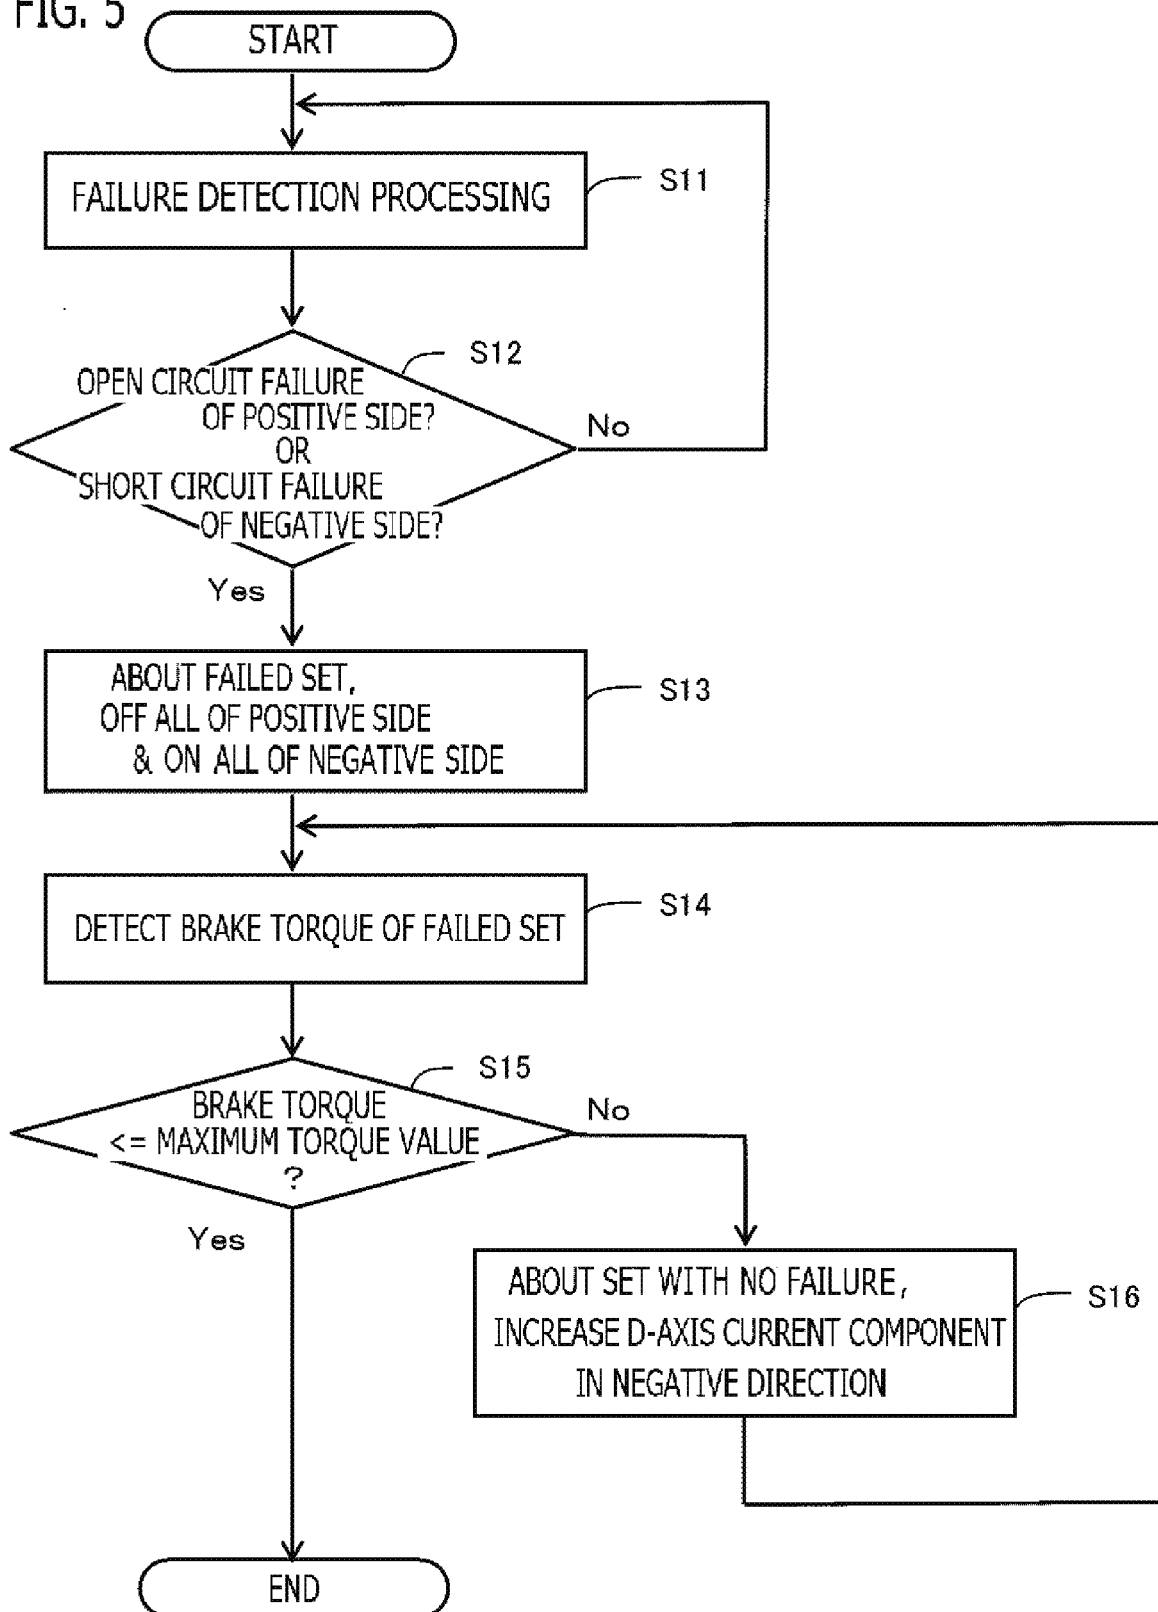 FIG. 5
START
FAILURE DETECTION PROCESSING
S11
S12
OPEN CIRCUIT FAILURE
OF POSITIVE SIDE?
OR
SHORT CIRCUIT FAILURE
OF NEGATIVE SIDE?
No
Yes
ABOUT FAILED SET,
OFF ALL OF POSITIVE SIDE
& ON ALL OF NEGATIVE SIDE
S13
DETECT BRAKE TORQUE OF FAILED SET
S14
S15
BRAKE TORQUE
<= MAXIMUM TORQUE VALUE
?
No
Yes
ABOUT SET WITH NO FAILURE,
INCREASE D-AXIS CURRENT COMPONENT
IN NEGATIVE DIRECTION
S16
END